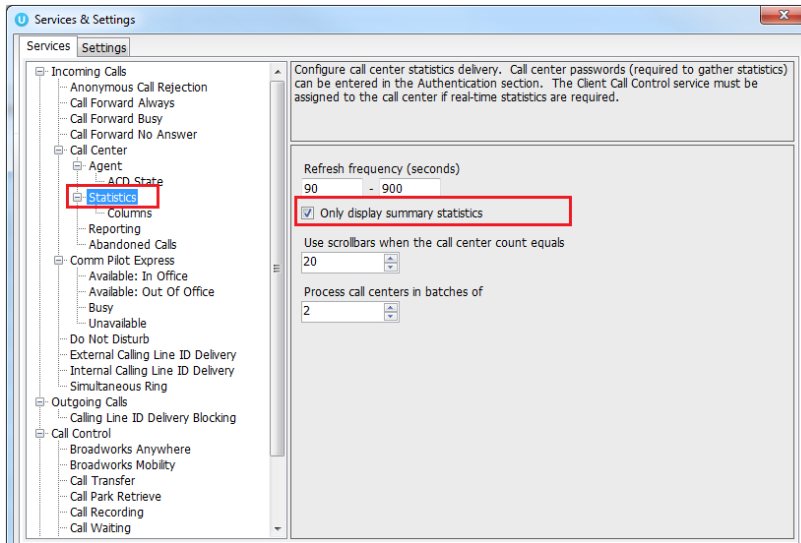 Services & Settings
Services Settings
Incoming Calls
Anonymous Call Rejection
Call Forward Always
Call Forward Busy
Call Forward No Answer
Call Center
Agent
ACD State
Statistics
Columns
Reporting
Abandoned Calls
Comm Pilot Express
Available: In Office
Available: Out Of Office
Busy
Unavailable
Do Not Disturb
External Calling Line ID Delivery
Internal Calling Line ID Delivery
Simultaneous Ring
Outgoing Calls
Calling Line ID Delivery Blocking
Call Control
Broadworks Anywhere
Broadworks Mobility
Call Transfer
Call Park Retrieve
Call Recording
Call Waiting
Configure call center statistics delivery. Call center passwords (required to gather statistics)
can be entered in the Authentication section. The Client Call Control service must be
assigned to the call center if real-time statistics are required.
Refresh frequency (seconds)
90 - 900
Only display summary statistics
Use scrollbars when the call center count equals
20
Process call centers in batches of
2